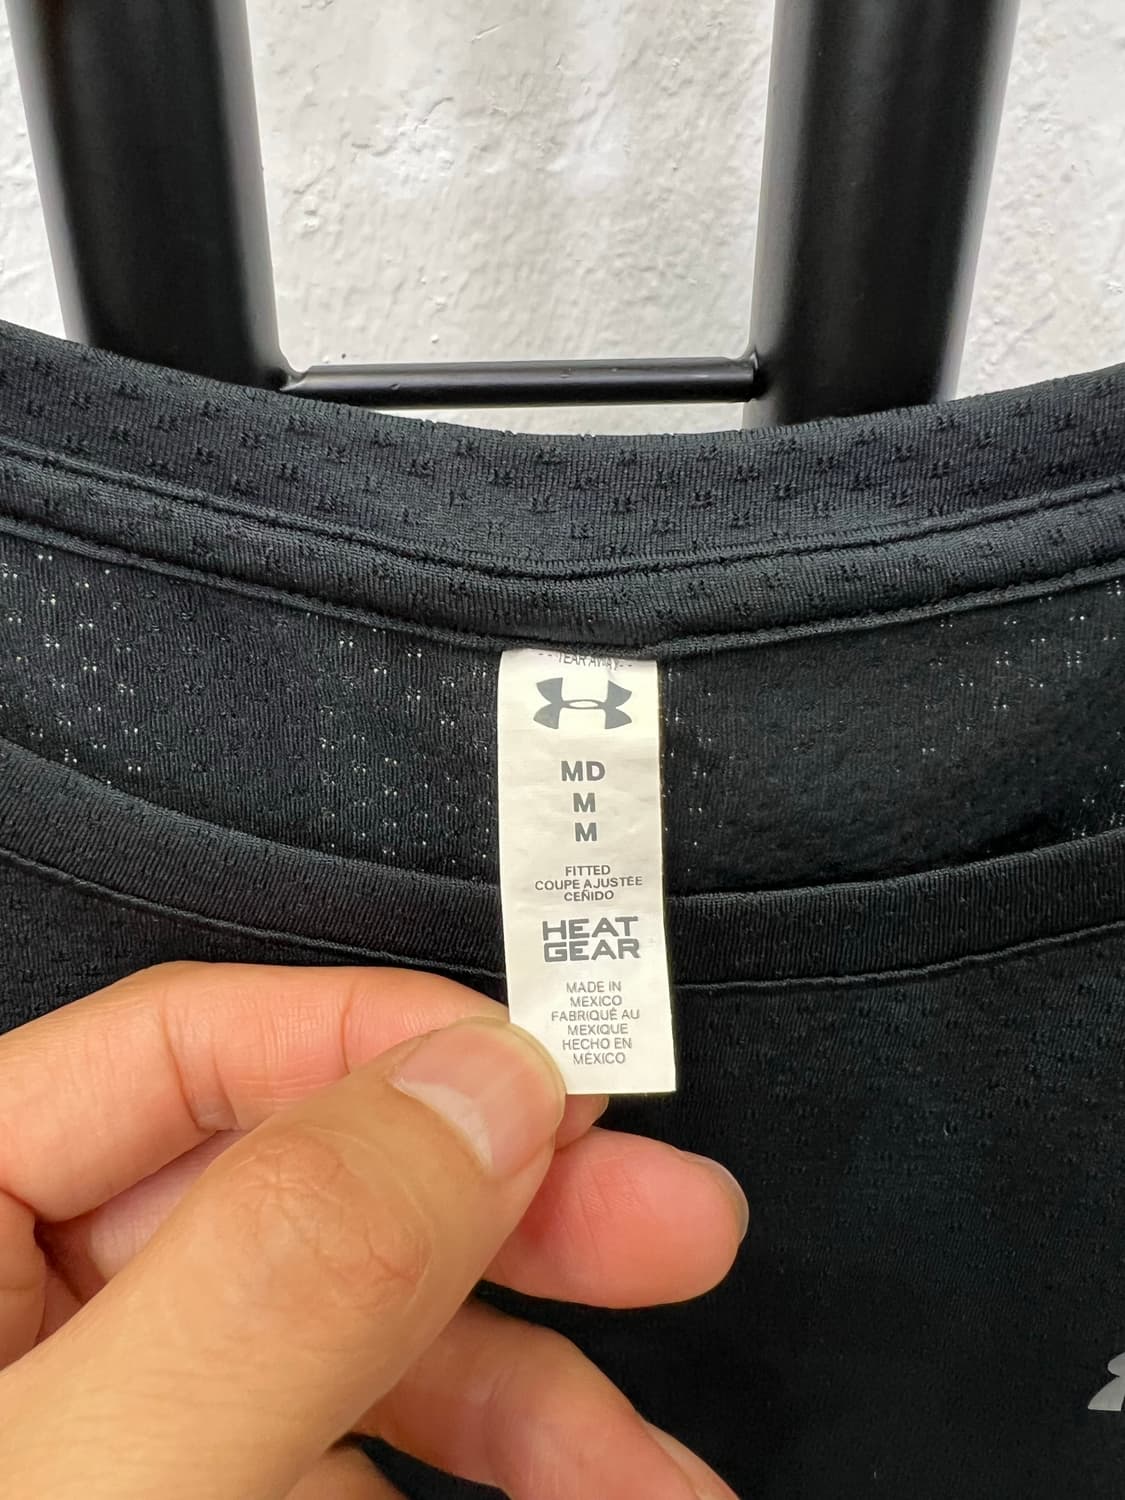 --TEAR AWAY--
MD
M
M
FITTED
COUPE AJUSTÉE
CEÑIDO
HEAT
GEAR
MADE IN
MEXICO
FABRIQUÉ AU
MEXIQUE
HECHO EN
MÉXICO